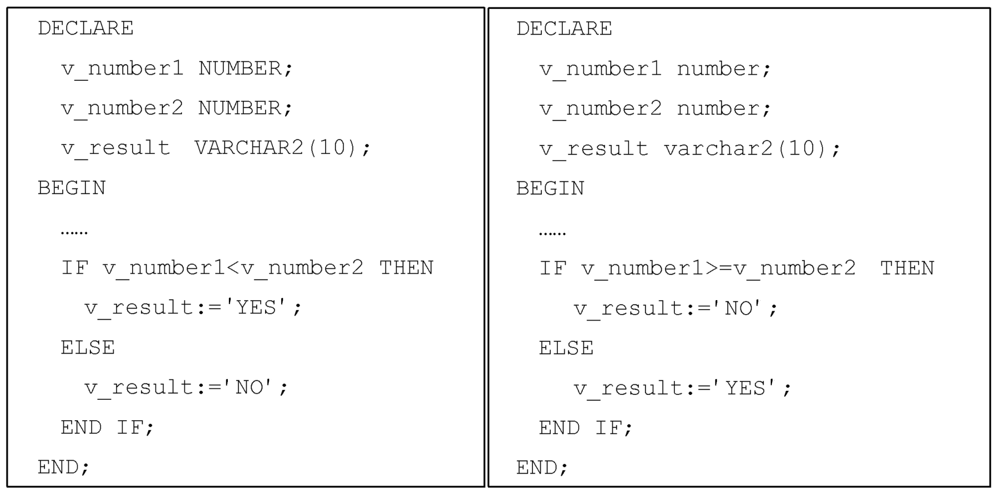 DECLARE
v_number1 NUMBER;
v_number2 NUMBER;
v_result VARCHAR2(10);
BEGIN
……
IF v_number1<v_number2 THEN
v_result:='YES';
ELSE
v_result:='NO';
END IF;
END;
DECLARE
v_number1 number;
v_number2 number;
v_result varchar2(10);
BEGIN
……
IF v_number1>=v_number2 THEN
v_result:='NO';
ELSE
v_result:='YES';
END IF;
END;